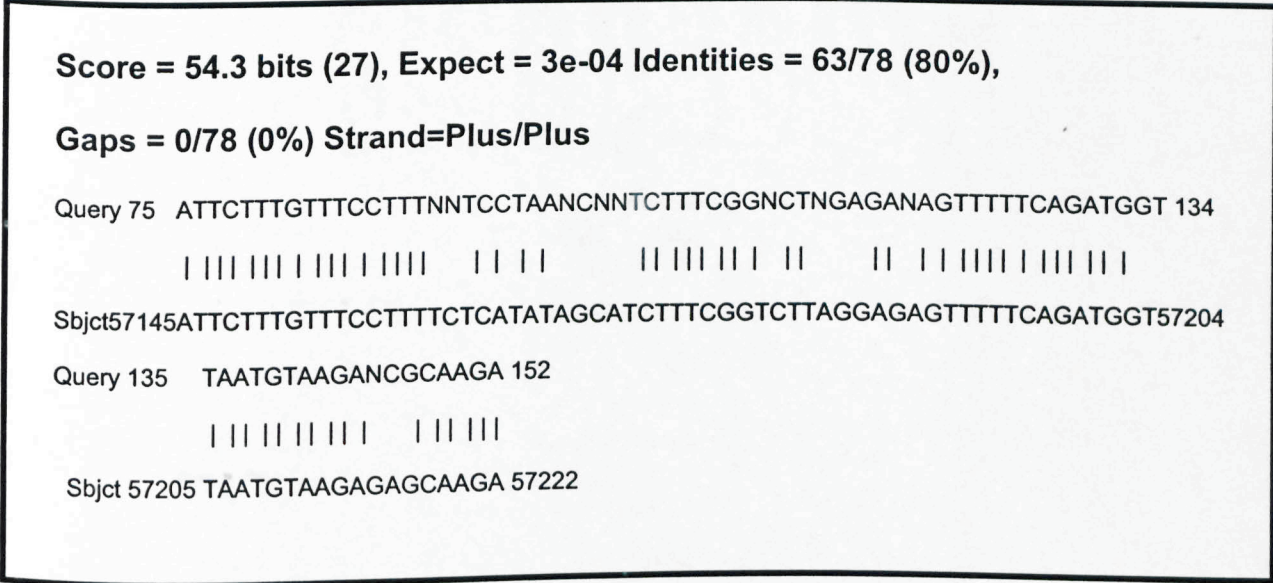 Score = 54.3 bits (27), Expect = 3e-04 Identities = 63/78 (80%),
Gaps = 0/78 (0%) Strand=Plus/Plus
Query 75 ATTCTTTGTTTCCTTTNNTCCTAANCNNTCTTTCGGNCTNGAGANAGTTTTTCAGATGGT 134
| ||| ||| | ||| | |||| | | | | || ||| || | || || | | ||||| | ||| || |
Sbjct57145ATTCTTTGTTTCCTTTTCTCATATAGCATCTTTCGGTCTTAGGAGAGTTTTTCAGATGGT57204
Query 135 TAATGTAAGANCGCAAGA 152
| || || || || | | || |||
Sbjct 57205 TAATGTAAGAGAGCAAGA 57222